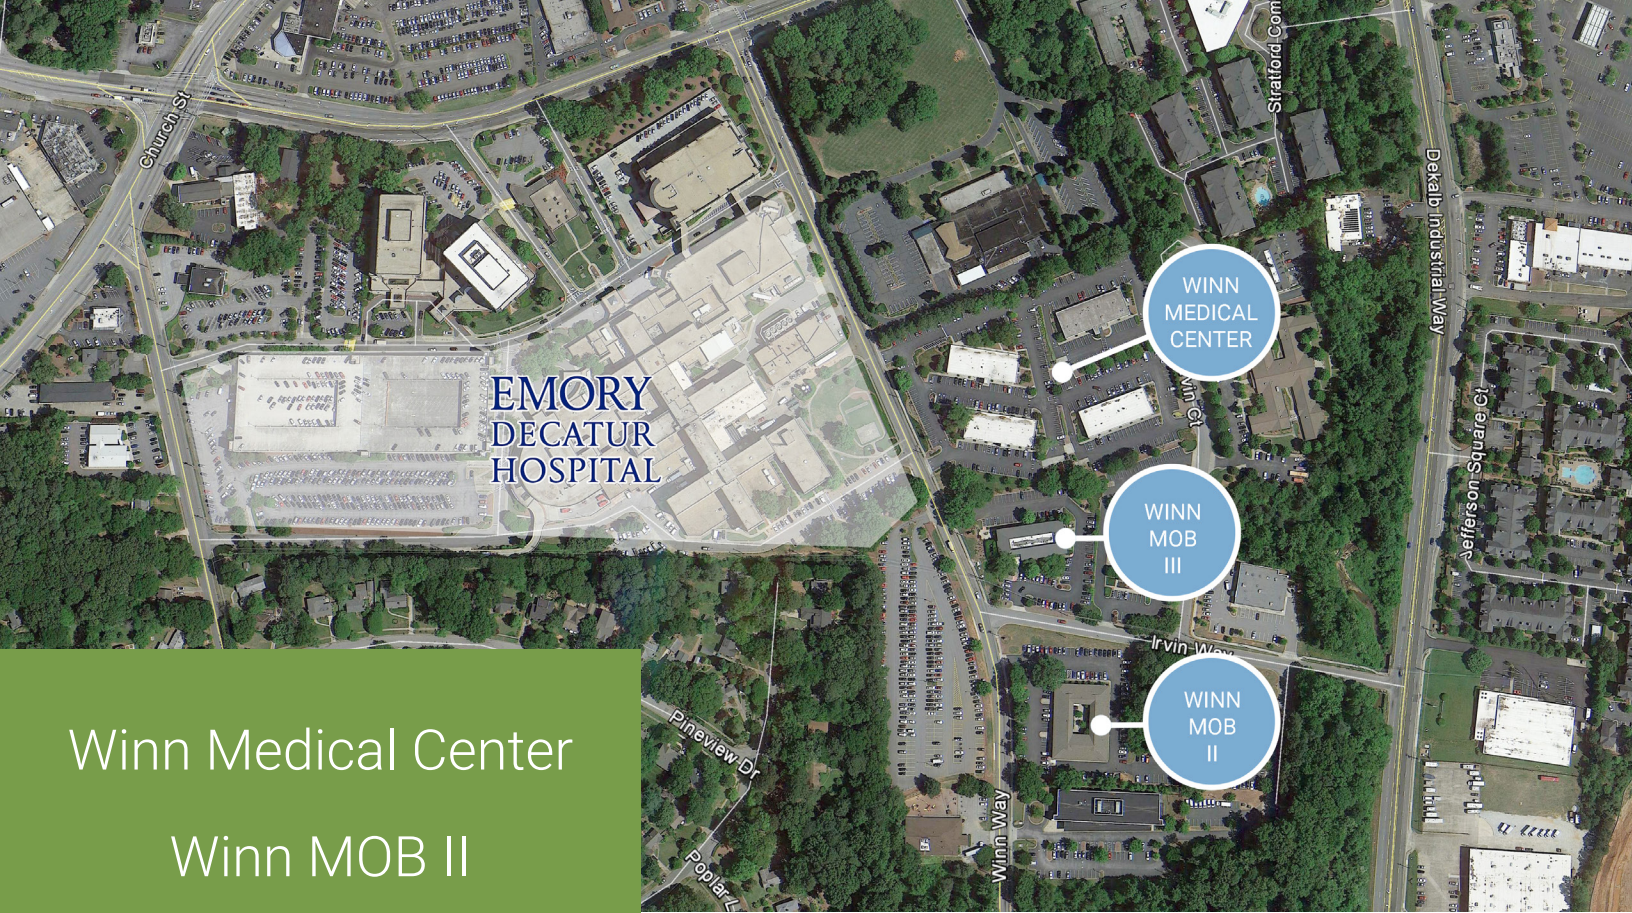 Church St
Stratford Com
Dekalb Industrial Way
WINN
MEDICAL
CENTER
EMORY
DECATUR
HOSPITAL
Jefferson Square Ct
WINN
MOB
III
Irvin Way
WINN
MOB
II
Pineview Dr
Winn Way
Winn Medical Center
Winn MOB II